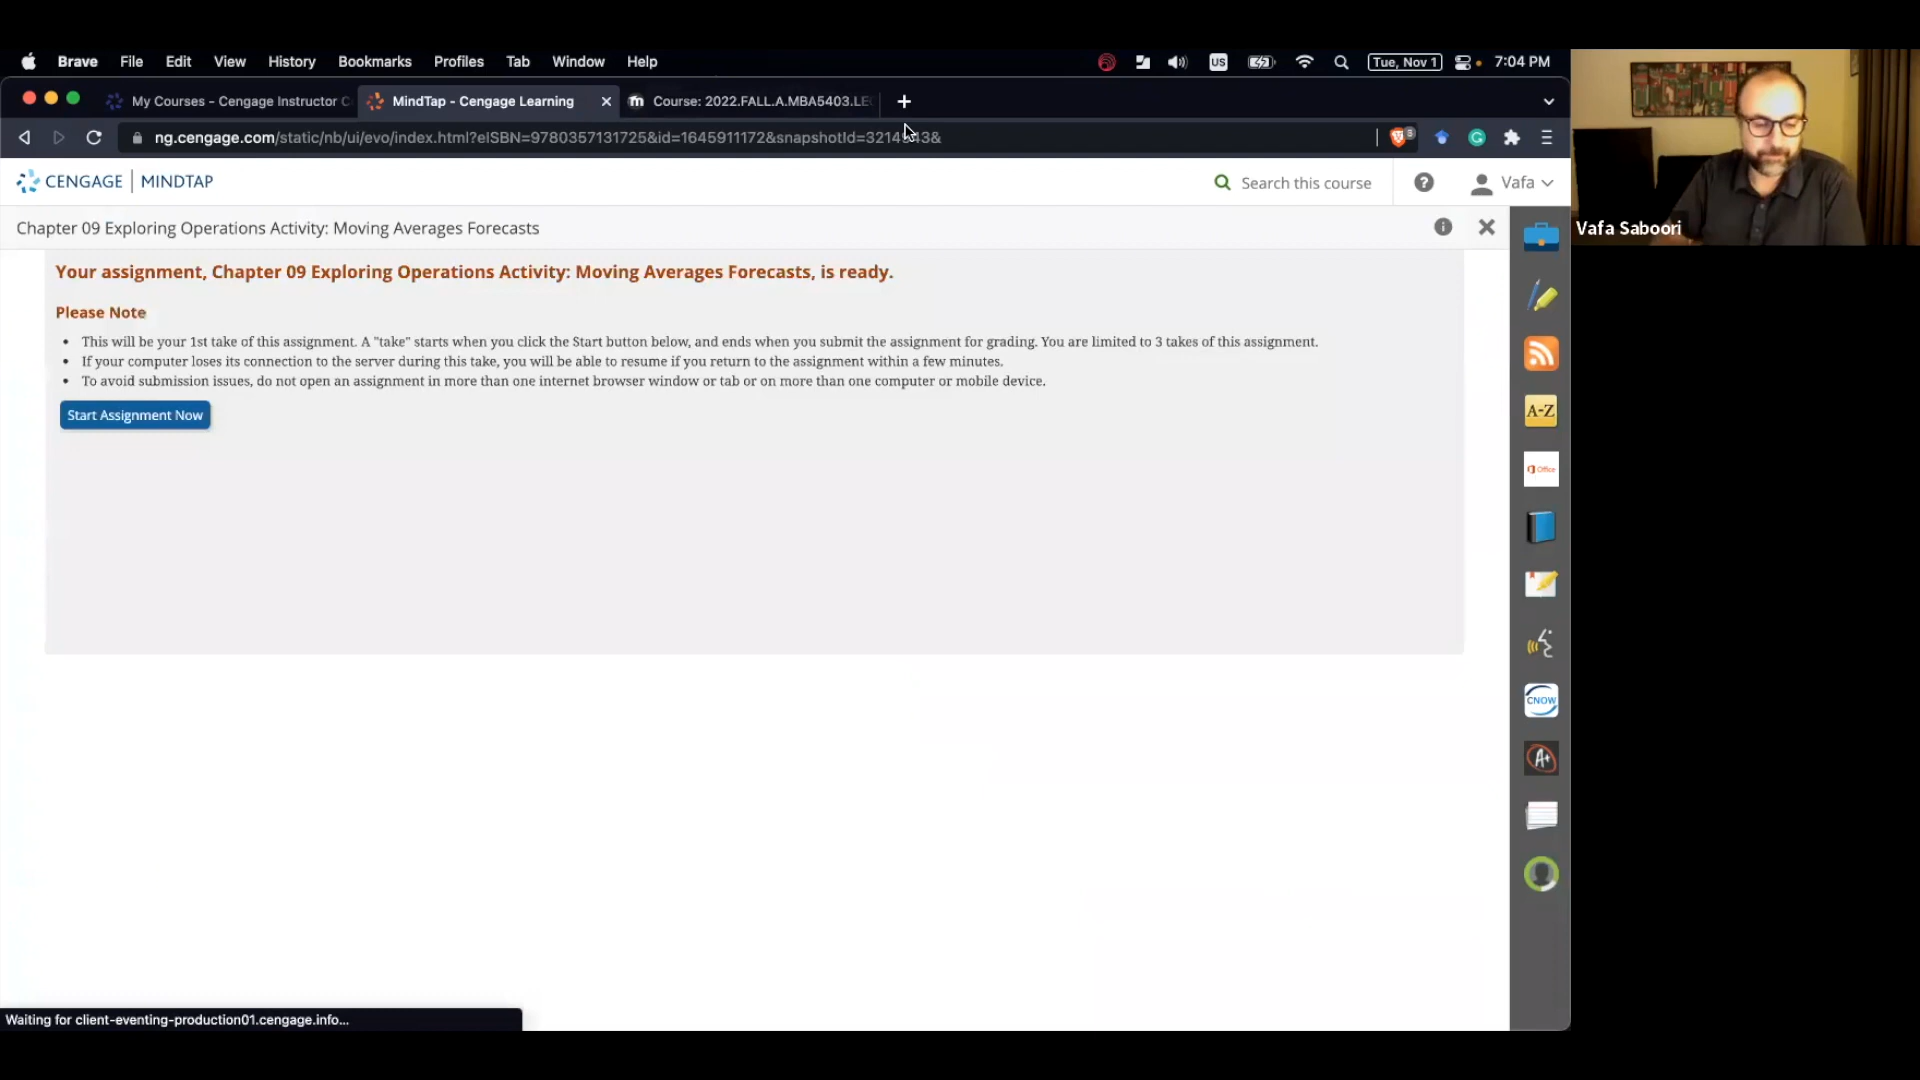 Brave File Edit View History Bookmarks Profiles Tab Window Help US Tue, Nov 1 7:04 PM
My Courses - Cengage Instructor C MindTap - Cengage Learning Course: 2022.FALL.A.MBA5403.LE
ng.cengage.com/static/nb/ui/evo/index.html?eISBN=9780357131725&id=1645911172&snapshotId=
3
CENGAGE MINDTAP Search this course Vafa
Chapter 09 Exploring Operations Activity: Moving Averages Forecasts
Vafa Saboori
Your assignment, Chapter 09 Exploring Operations Activity: Moving Averages Forecasts, is ready.
Please Note
• This will be your 1st take of this assignment. A "take" starts when you click the Start button below, and ends when you submit the assignment for grading. You are limited to 3 takes of this assignment.
• If your computer loses its connection to the server during this take, you will be able to resume if you return to the assignment within a few minutes.
• To avoid submission issues, do not open an assignment in more than one internet browser window or tab or on more than one computer or mobile device.
Start Assignment Now
A-Z
Office
CNOW
A+
Waiting for client-eventing-production01.cengage.info...